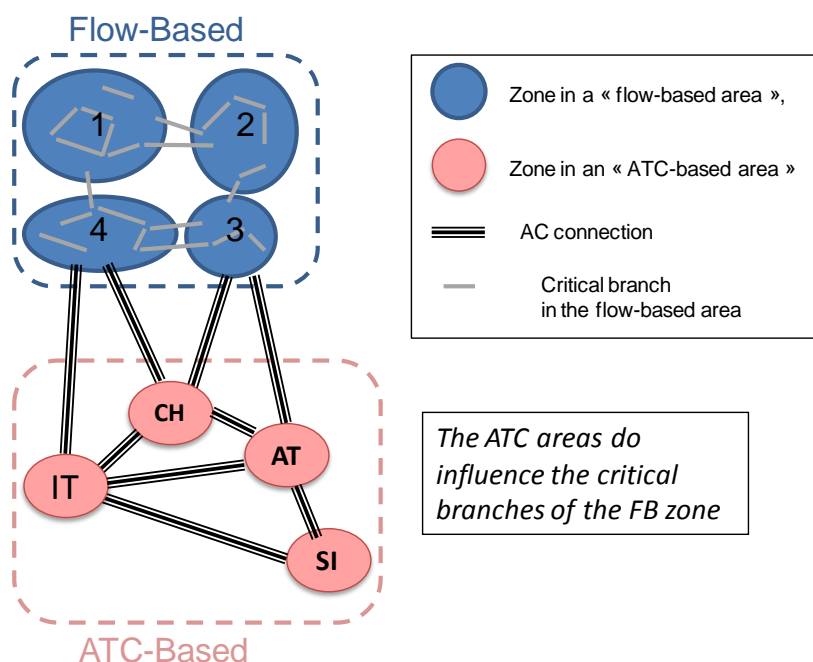 Flow-Based
1
2
4
3
CH
AT
IT
SI
ATC-Based
Zone in a « flow-based area »,
Zone in an « ATC-based area »
AC connection
Critical branch
in the flow-based area
The ATC areas do
influence the critical
branches of the FB zone